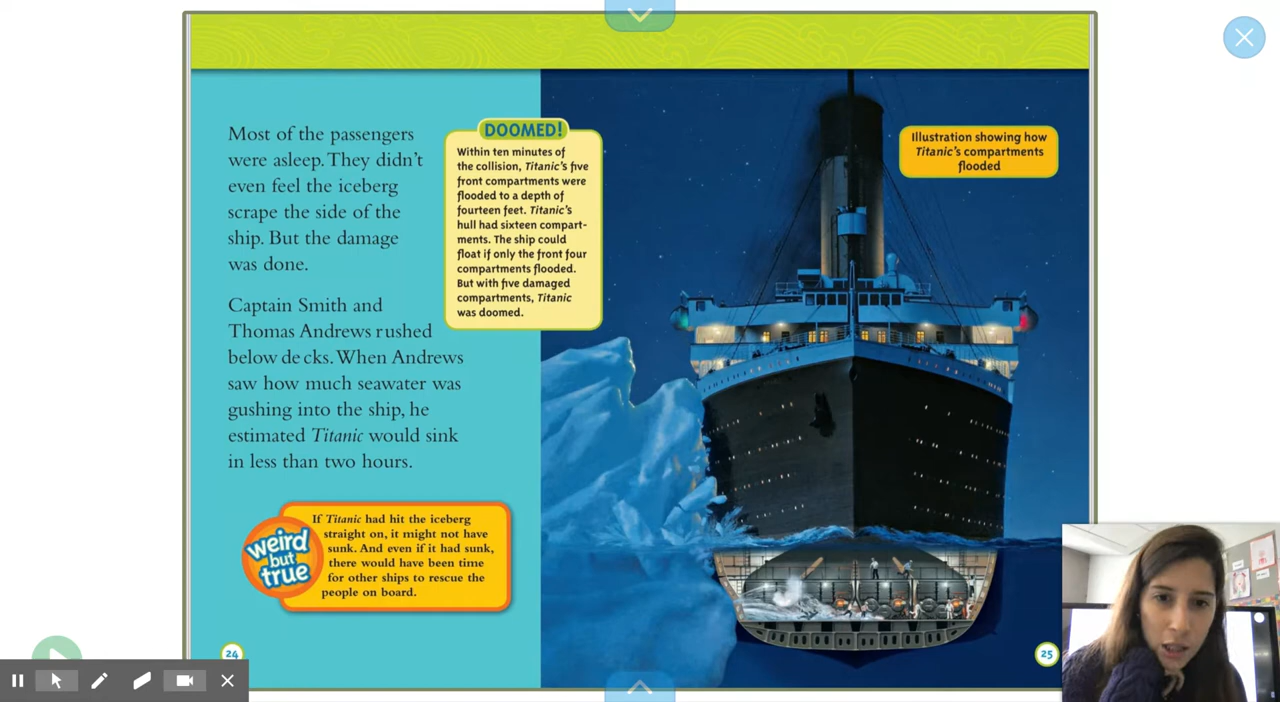 Most of the passengers
were asleep. They didn't
even feel the iceberg
scrape the side of the
ship. But the damage
was done.
Captain Smith and
Thomas Andrews rushed
below decks. When Andrews
saw how much seawater was
gushing into the ship, he
estimated Titanic would sink
in less than two hours.
DOOMED!
Within ten minutes of
the collision, Titanic's five
front compartments were
flooded to a depth of
fourteen feet. Titanic's
hull had sixteen compart-
ments. The ship could
float if only the front four
compartments flooded.
But with five damaged
compartments, Titanic
was doomed.
weird
but
true
If Titanic had hit the iceberg
straight on, it might not have
sunk. And even if it had sunk,
there would have been time
for other ships to rescue the
people on board.
24
Illustration showing how
Titanic's compartments
flooded
25